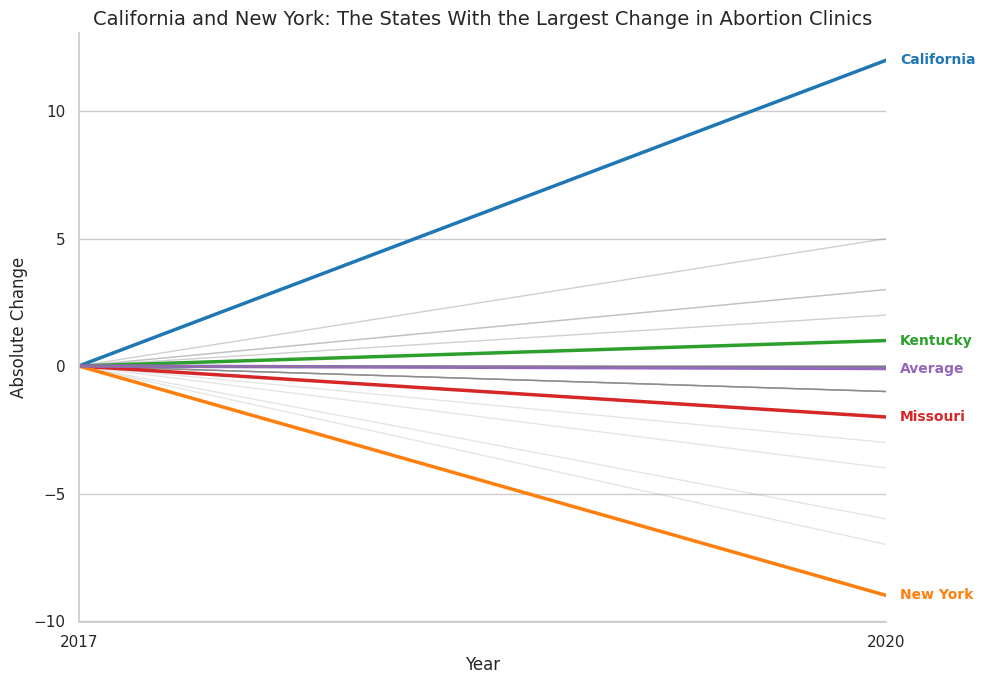 California and New York: The States With the Largest Change in Abortion Clinics
California
10
5
Absolute Change
0
Kentucky
Average
Missouri
−5
New York
−10
2017
2020
Year